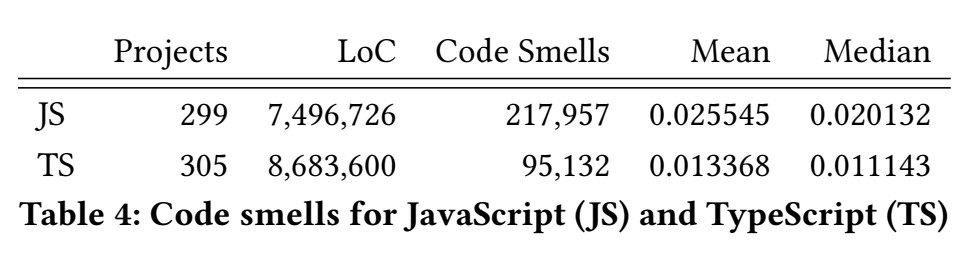 Projects LoC Code Smells Mean Median
JS 299 7,496,726 217,957 0.025545 0.020132
TS 305 8,683,600 95,132 0.013368 0.011143
Table 4: Code smells for JavaScript (JS) and TypeScript (TS)